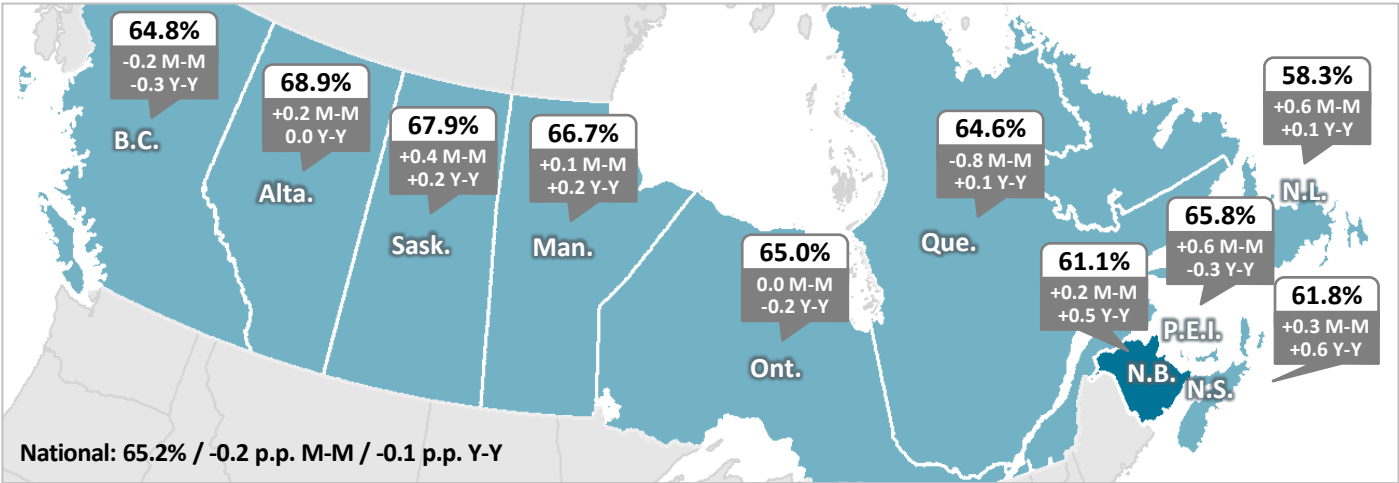 64.8%
-0.2 M-M
-0.3 Y-Y
B.C.
68.9%
+0.2 M-M
0.0 Y-Y
Alta.
67.9%
+0.4 M-M
+0.2 Y-Y
Sask.
66.7%
+0.1 M-M
+0.2 Y-Y
Man.
65.0%
0.0 M-M
-0.2 Y-Y
Ont.
64.6%
-0.8 M-M
+0.1 Y-Y
Que.
58.3%
+0.6 M-M
+0.1 Y-Y
N.L.
65.8%
+0.6 M-M
-0.3 Y-Y
P.E.I.
61.1%
+0.2 M-M
+0.5 Y-Y
N.B.
61.8%
+0.3 M-M
+0.6 Y-Y
N.S.
National: 65.2% / -0.2 p.p. M-M / -0.1 p.p. Y-Y